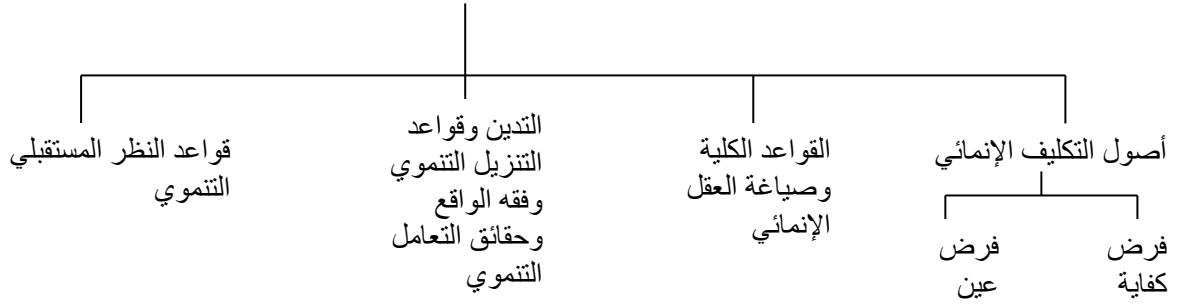 أصول التكليف الإنمائي
فرض
كفاية
فرض
عين
القواعد الكلية
وصياغة العقل
الإنمائي
التدين وقواعد
التنزيل التنموي
وفقه الواقع
وحقائق التعامل
التنموي
قواعد النظر المستقبلي
التنموي